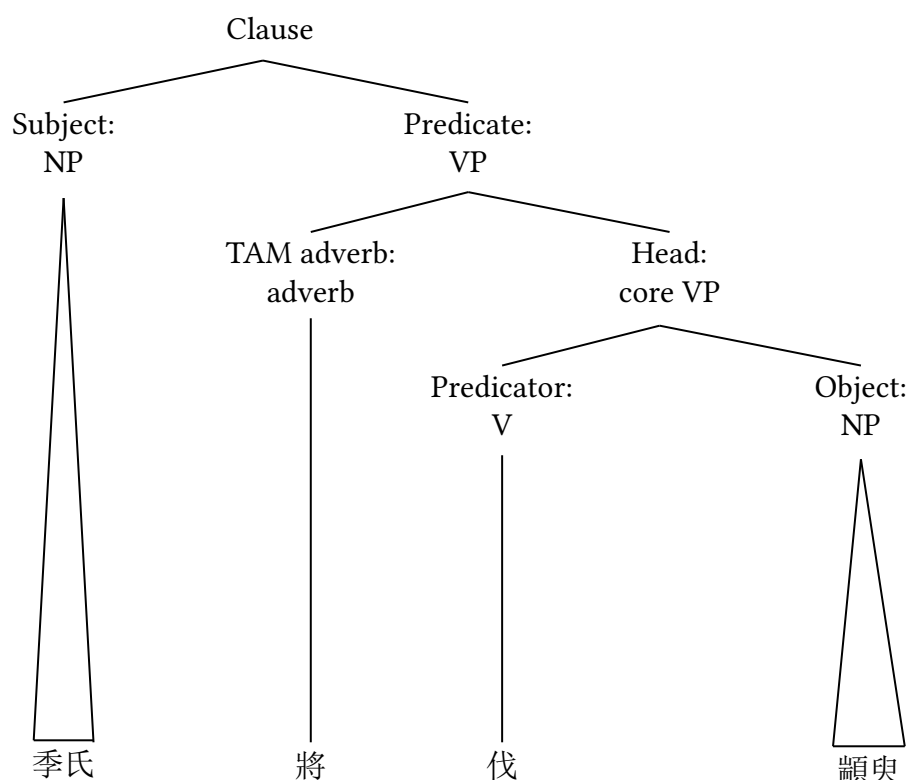 Clause
Subject:
NP
Predicate:
VP
TAM adverb:
adverb
Head:
core VP
Predicator:
V
Object:
NP
季氏
將
伐
顓臾